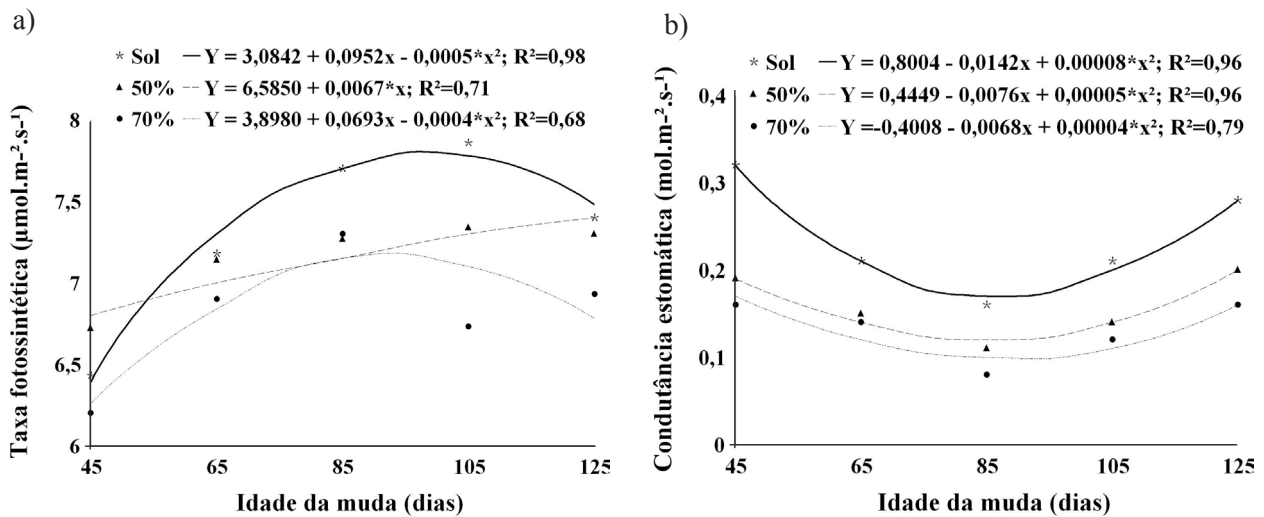 a)
* Sol — Y = 3,0842 + 0,0952x - 0,0005*x²; R²=0,98
▲ 50% --- Y = 6,5850 + 0,0067*x; R²=0,71
• 70% ---- Y = 3,8980 + 0,0693x - 0,0004*x²; R²=0,68
Taxa fotossintética (µmol.m-².s-¹)
8
7,5
7
6,5
6
45 65 85 105 125
Idade da muda (dias)
b)
* Sol — Y = 0,8004 - 0,0142x + 0.00008*x²; R²=0,96
▲ 50% --- Y = 0,4449 - 0,0076x + 0,00005*x²; R²=0,96
• 70% ---- Y=-0,4008 - 0,0068x + 0,00004*x²; R²=0,79
Condutância estomática (mol.m-².s-¹)
0,4
0,3
0,2
0,1
0
45 65 85 105 125
Idade da muda (dias)